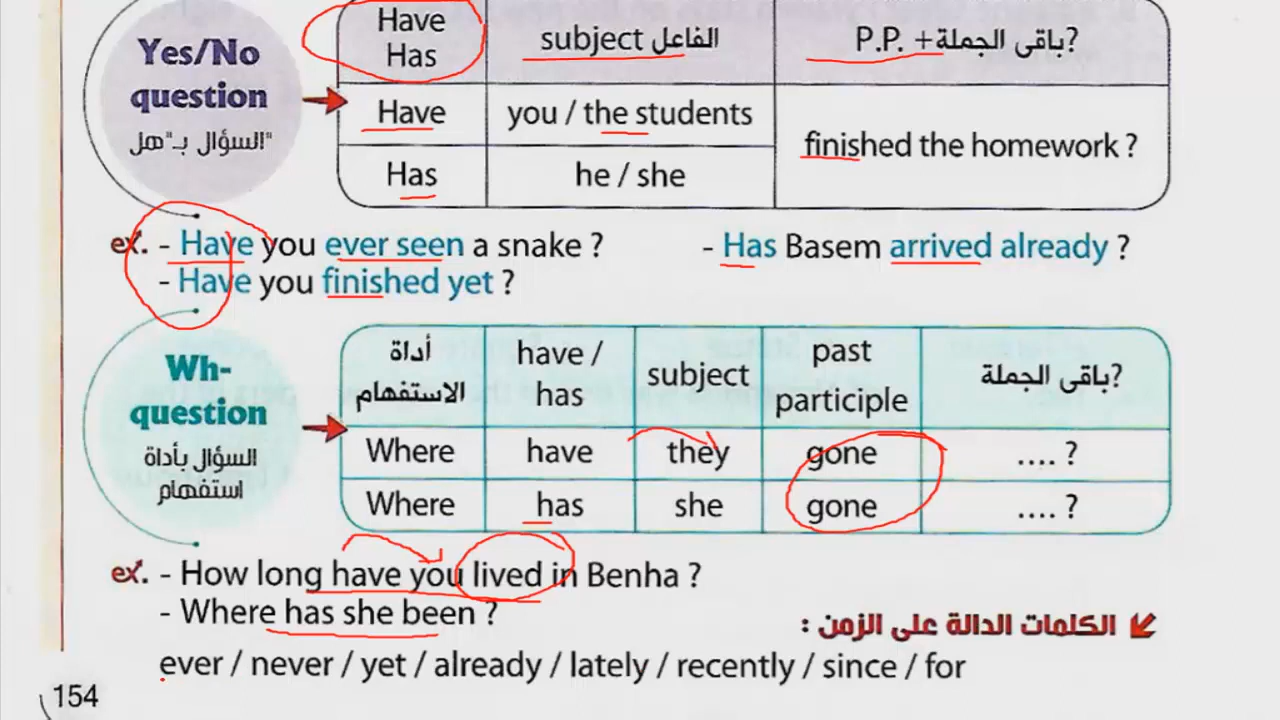 Yes/No
question
السؤال بـ"هل"
Have
Has
subject الفاعل
P.P. +باقى الجملة?
Have
you / the students
finished the homework ?
Has
he / she
ex. - Have you ever seen a snake ?
- Has Basem arrived already ?
- Have you finished yet ?
Wh-
question
السؤال بأداة
استفهام
أداة
الاستفهام
have /
has
subject
past
participle
باقى الجملة?
Where
have
they
gone
.... ?
Where
has
she
gone
.... ?
ex. - How long have you lived in Benha ?
- Where has she been ?
الكلمات الدالة على الزمن :
ever / never / yet / already / lately / recently / since / for
154